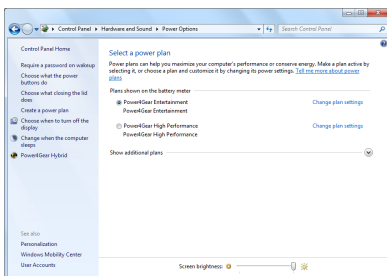 Control Panel ▸ Hardware and Sound ▸ Power Options
Search Control Panel
Control Panel Home
Require a password on wakeup
Choose what the power
buttons do
Choose what closing the lid
does
Create a power plan
Choose when to turn off the
display
Change when the computer
sleeps
Power4Gear Hybrid
See also
Personalization
Windows Mobility Center
User Accounts
Select a power plan
Power plans can help you maximize your computer's performance or conserve energy. Make a plan active by
selecting it, or choose a plan and customize it by changing its power settings. Tell me more about power
plans
Plans shown on the battery meter
Power4Gear Entertainment Change plan settings
Power4Gear Entertainment
Power4Gear High Performance Change plan settings
Power4Gear High Performance
Show additional plans
Screen brightness: